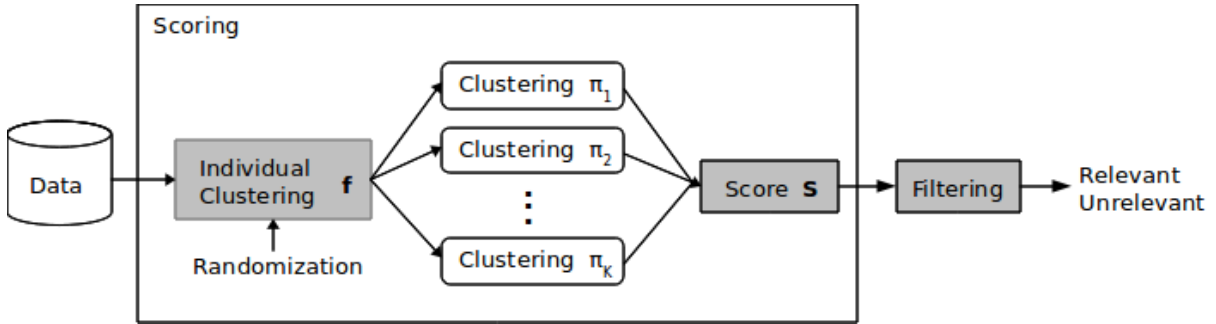 Scoring
Data
Individual
Clustering f
Randomization
Clustering π1
Clustering π2
⋮
Clustering πK
Score S
Filtering
Relevant
Unrelevant